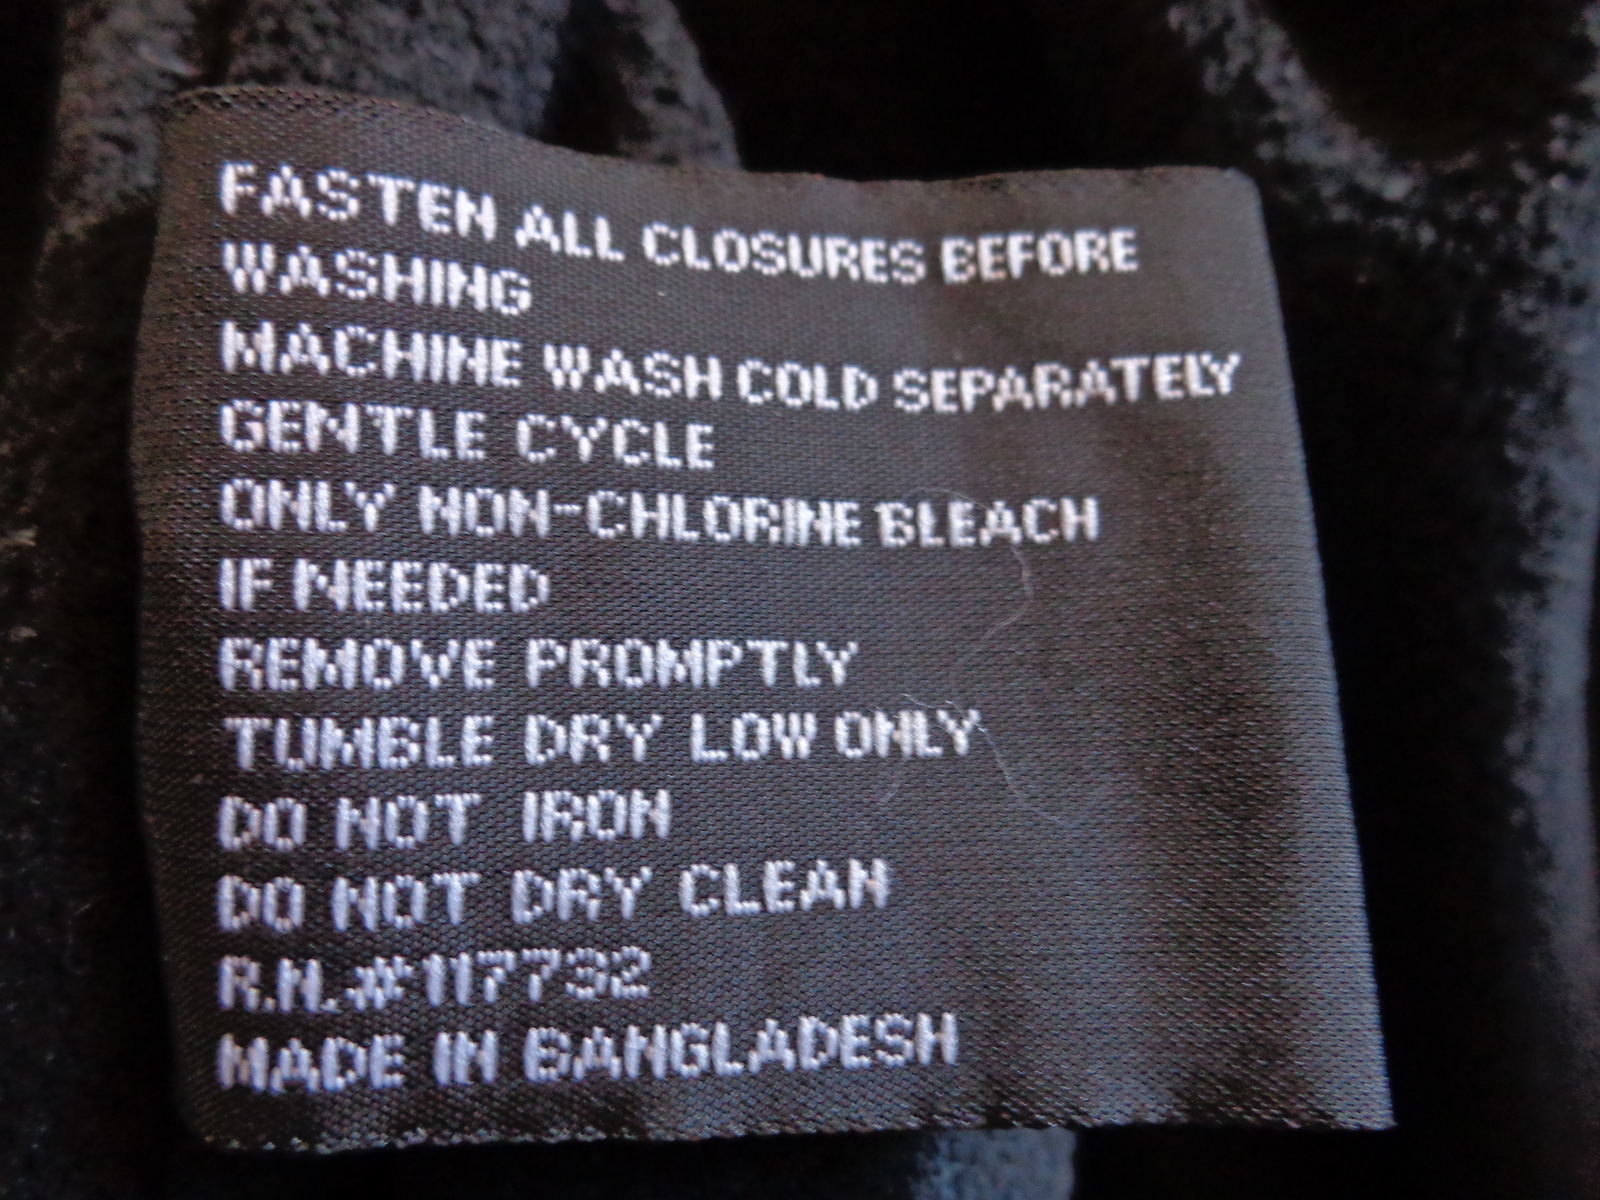 FASTEN ALL CLOSURES BEFORE
WASHING
MACHINE WASH COLD SEPARATELY
GENTLE CYCLE
ONLY NON-CHLORINE BLEACH
IF NEEDED
REMOVE PROMPTLY
TUMBLE DRY LOW ONLY
DO NOT IRON
DO NOT DRY CLEAN
R.N.#117732
MADE IN BANGLADESH